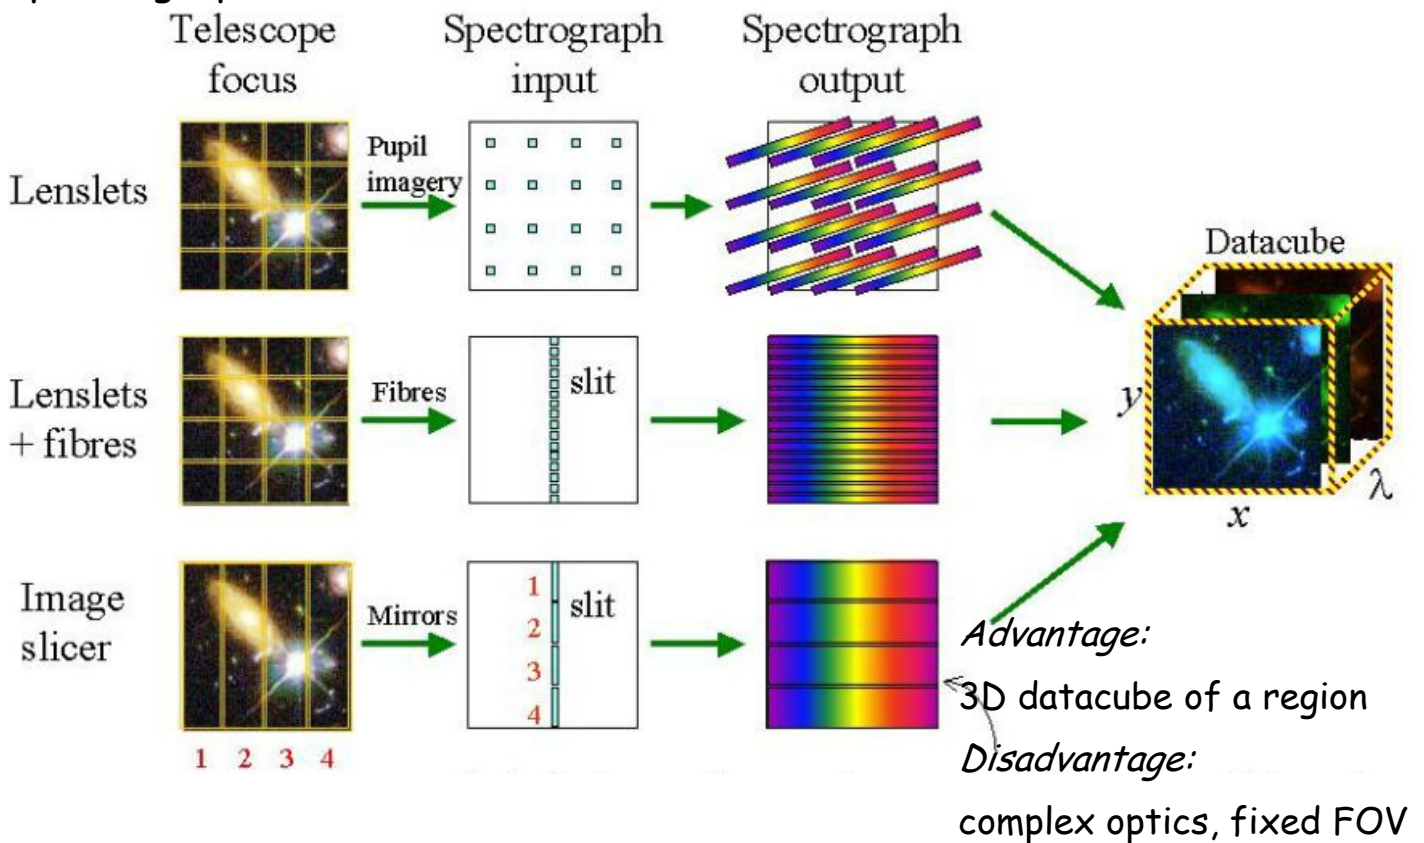 Telescope focus
Spectrograph input
Spectrograph output
Lenslets
Pupil imagery
Datacube
Lenslets + fibres
Fibres
slit
y
λ
x
Image slicer
Mirrors
1
2
3
4
slit
1 2 3 4
Advantage:
3D datacube of a region
Disadvantage:
complex optics, fixed FOV